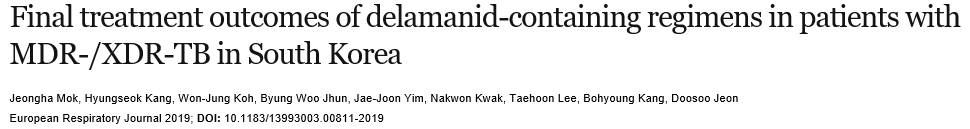 Final treatment outcomes of delamanid-containing regimens in patients with
MDR-/XDR-TB in South Korea
Jeongha Mok, Hyungseok Kang, Won-Jung Koh, Byung Woo Jhun, Jae-Joon Yim, Nakwon Kwak, Taehoon Lee, Bohyoung Kang, Doosoo Jeon
European Respiratory Journal 2019; DOI: 10.1183/13993003.00811-2019